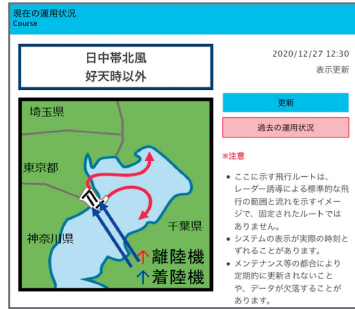 現在の運用状況
Course
日中帯北風
好天時以外
2020/12/27 12:30
表示更新
更新
過去の運用状況
埼玉県
東京都
神奈川県
千葉県
↑離陸機
↑着陸機
※注意
• ここに示す飛行ルートは、
レーダー誘導による標準的な飛
行の範囲と流れを示すイメー
ジで、固定されたルートでは
ありません。
• システムの表示が実際の時刻と
ずれることがあります。
• メンテナンス等の都合により
定期的に更新されないこと
や、データが欠落することが
あります。